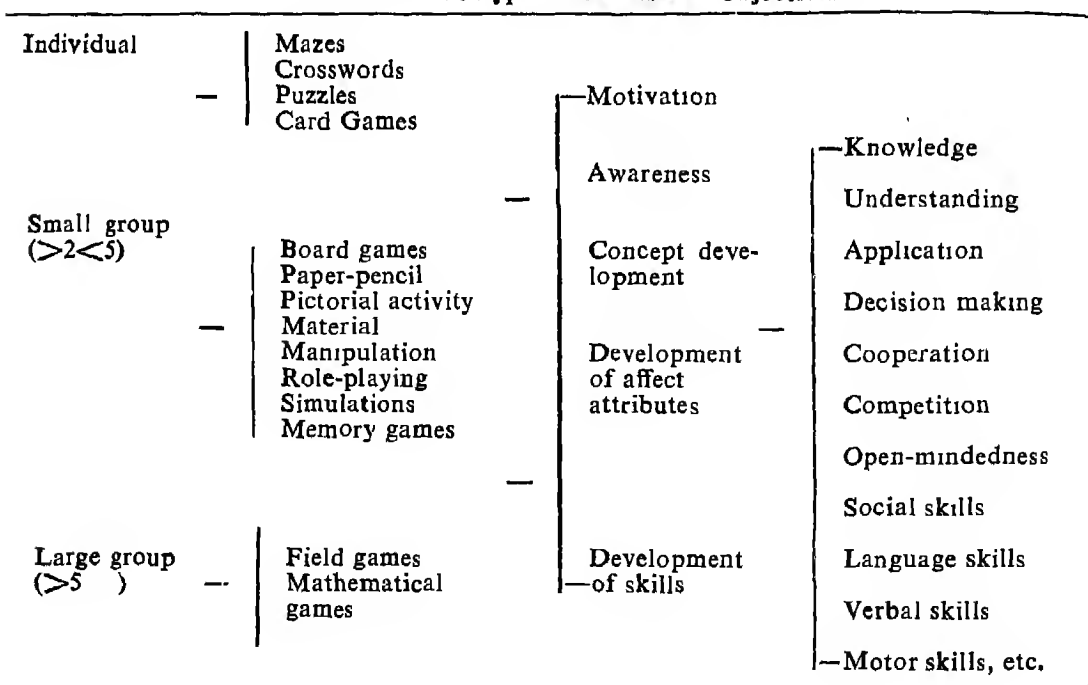 Individual
Mazes
Crosswords
Puzzles
Card Games
Small group
(>2<5)
Board games
Paper-pencil
Pictorial activity
Material
Manipulation
Role-playing
Simulations
Memory games
Large group
(>5 )
Field games
Mathematical
games
Motivation
Awareness
Concept deve-
lopment
Development
of affect
attributes
Development
of skills
Knowledge
Understanding
Application
Decision making
Cooperation
Competition
Open-mindedness
Social skills
Language skills
Verbal skills
Motor skills, etc.